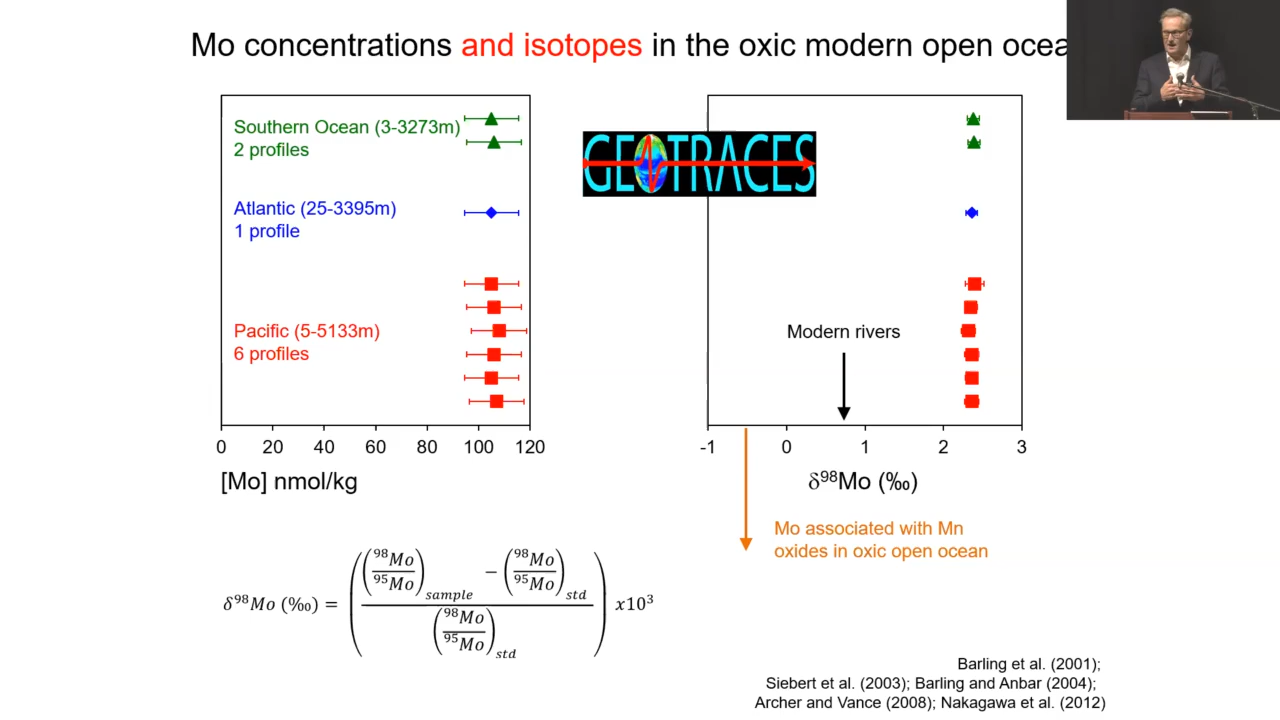 Mo concentrations and isotopes in the oxic modern open ocea
Southern Ocean (3-3273m)
2 profiles
GEOTRACES
Atlantic (25-3395m)
1 profile
Pacific (5-5133m)
6 profiles
Modern rivers
0 20 40 60 80 100 120
-1 0 1 2 3
[Mo] nmol/kg
δ⁹⁸Mo (‰)
Mo associated with Mn
oxides in oxic open ocean
δ⁹⁸Mo (‰) = (((⁹⁸Mo/⁹⁵Mo)sample − (⁹⁸Mo/⁹⁵Mo)std) / (⁹⁸Mo/⁹⁵Mo)std) x10³
Barling et al. (2001);
Siebert et al. (2003); Barling and Anbar (2004);
Archer and Vance (2008); Nakagawa et al. (2012)